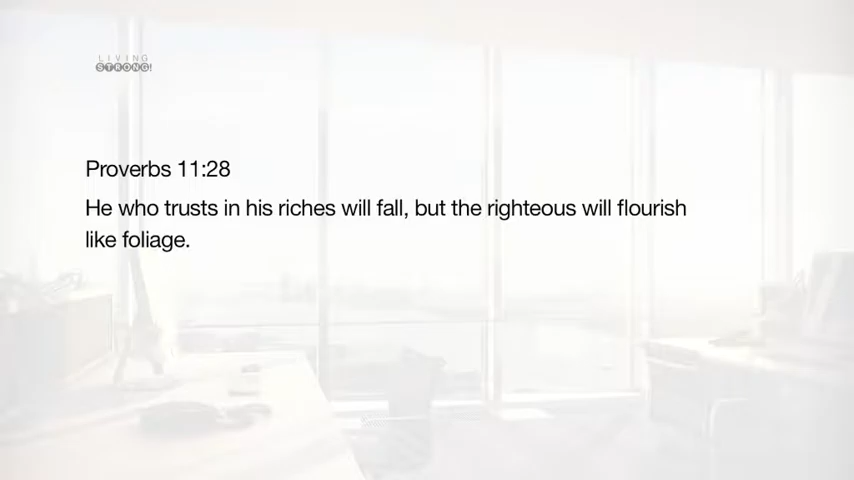 LIVING
STRONG!
Proverbs 11:28
He who trusts in his riches will fall, but the righteous will flourish
like foliage.